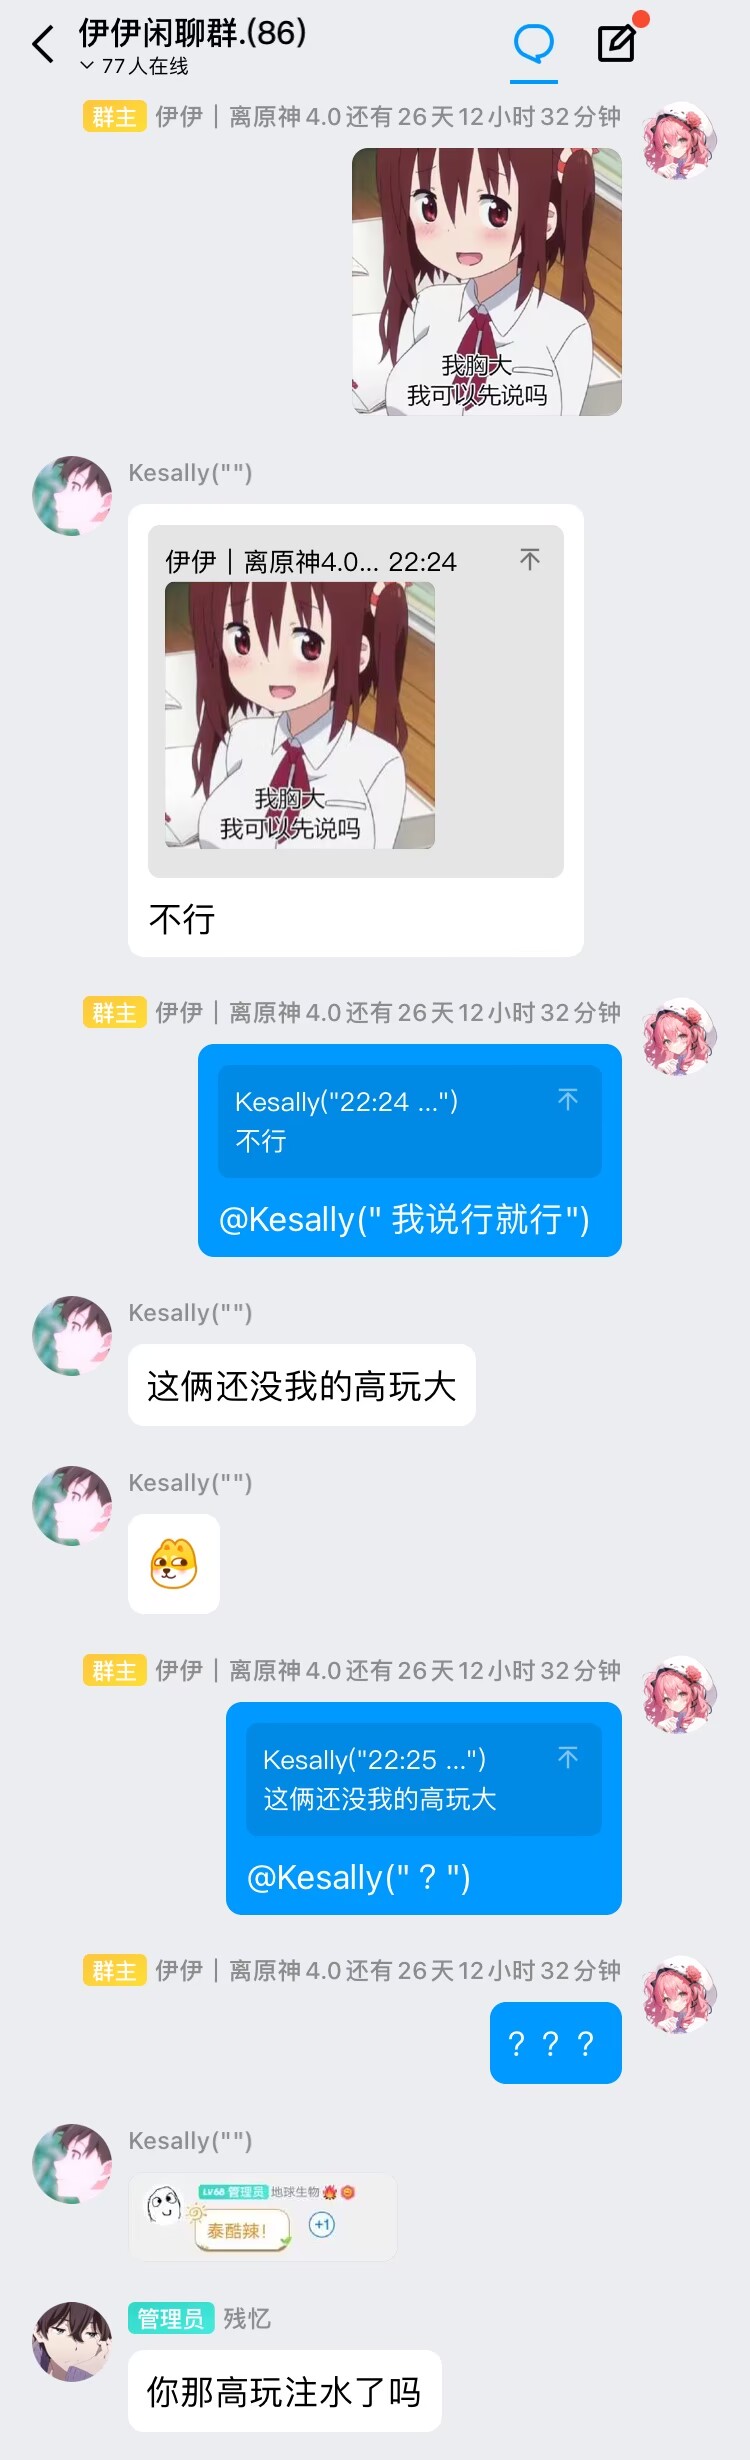 伊伊闲聊群.(86)
77人在线
群主 伊伊｜离原神4.0还有26天12小时32分钟
我胸大
我可以先说吗
Kesally("")
伊伊｜离原神4.0... 22:24
我胸大
我可以先说吗
不行
群主 伊伊｜离原神4.0还有26天12小时32分钟
Kesally("22:24 ...")
不行
@Kesally(" 我说行就行")
Kesally("")
这俩还没我的高玩大
Kesally("")
群主 伊伊｜离原神4.0还有26天12小时32分钟
Kesally("22:25 ...")
这俩还没我的高玩大
@Kesally("？")
群主 伊伊｜离原神4.0还有26天12小时32分钟
？？？
Kesally("")
LV68 管理员 地球生物
泰酷辣！
+1
管理员 残忆
你那高玩注水了吗